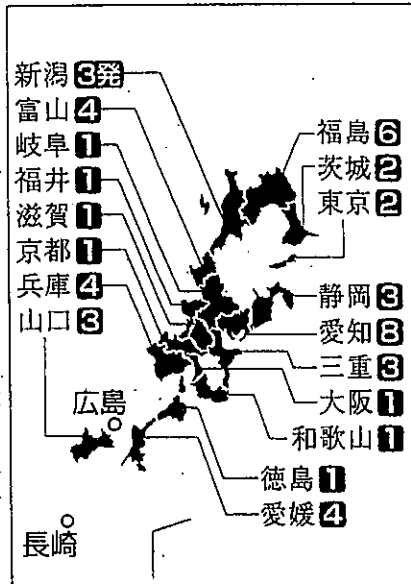 新潟3発
富山4
岐阜1
福井1
滋賀1
京都1
兵庫4
山口3
広島
長崎
福島6
茨城2
東京2
静岡3
愛知8
三重3
大阪1
和歌山1
徳島1
愛媛4